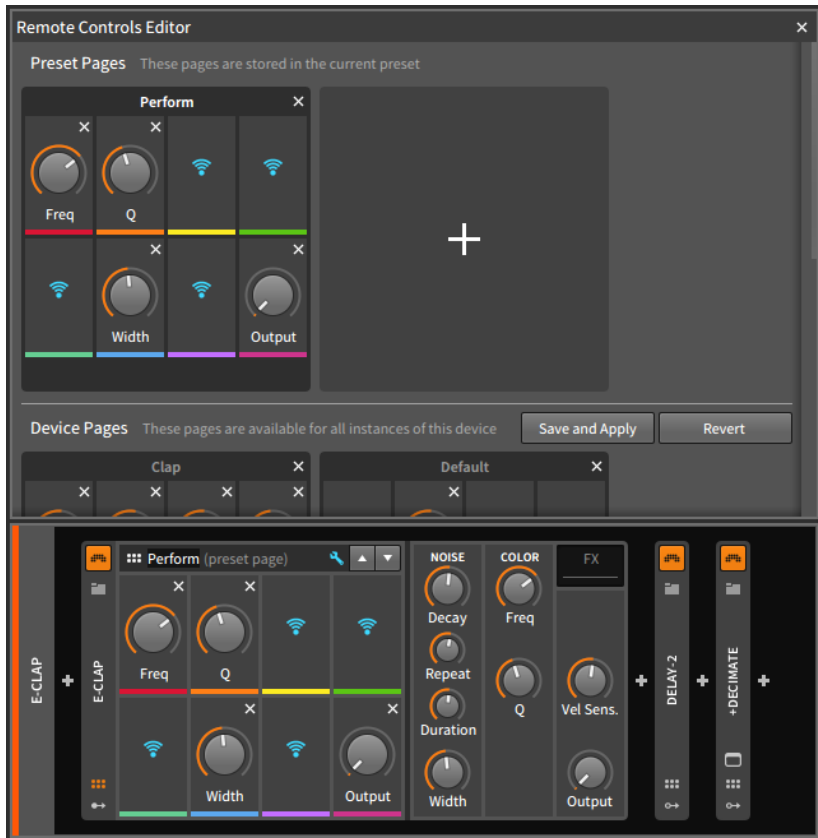 Remote Controls Editor
Preset Pages These pages are stored in the current preset
Perform
Freq Q
Width Output
Device Pages These pages are available for all instances of this device Save and Apply Revert
Clap Default
E-CLAP
E-CLAP
Perform (preset page)
Freq Q
Width Output
NOISE COLOR FX
Decay Freq
Repeat
Q Vel Sens.
Duration
Width Output
DELAY-2
+DECIMATE